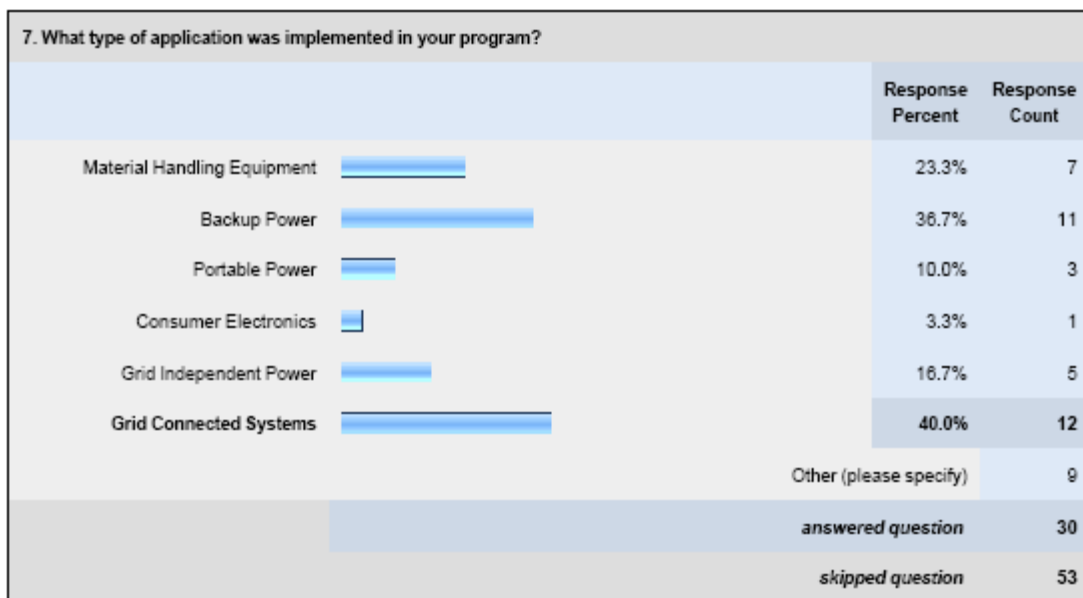 7. What type of application was implemented in your program?
Response Percent Response Count
Material Handling Equipment 23.3% 7
Backup Power 36.7% 11
Portable Power 10.0% 3
Consumer Electronics 3.3% 1
Grid Independent Power 16.7% 5
Grid Connected Systems 40.0% 12
Other (please specify) 9
answered question 30
skipped question 53